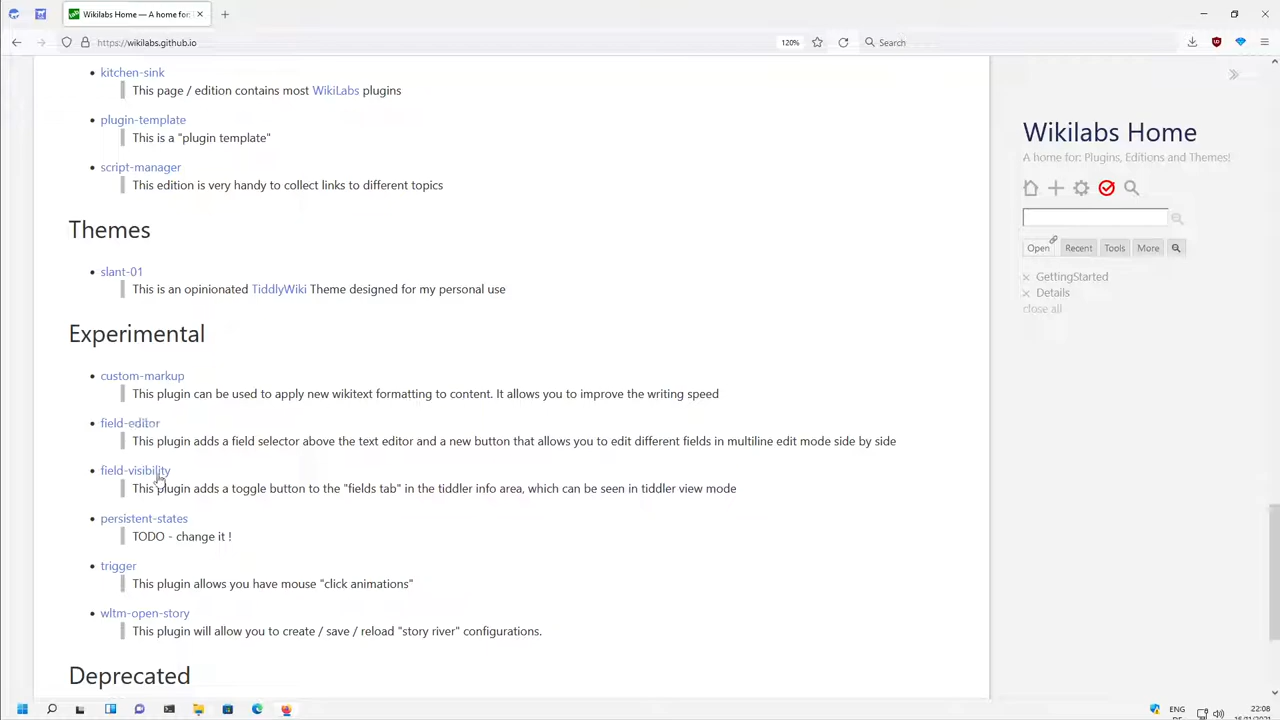 Wikilabs Home — A home for:
https://wikilabs.github.io
120%
Search
kitchen-sink
This page / edition contains most WikiLabs plugins
plugin-template
This is a "plugin template"
script-manager
This edition is very handy to collect links to different topics
Themes
slant-01
This is an opinionated TiddlyWiki Theme designed for my personal use
Experimental
custom-markup
This plugin can be used to apply new wikitext formatting to content. It allows you to improve the writing speed
field-editor
This plugin adds a field selector above the text editor and a new button that allows you to edit different fields in multiline edit mode side by side
field-visibility
This plugin adds a toggle button to the "fields tab" in the tiddler info area, which can be seen in tiddler view mode
persistent-states
TODO - change it !
trigger
This plugin allows you have mouse "click animations"
wltm-open-story
This plugin will allow you to create / save / reload "story river" configurations.
Deprecated
Wikilabs Home
A home for: Plugins, Editions and Themes!
Open Recent Tools More
GettingStarted
Details
close all
ENG
22:08